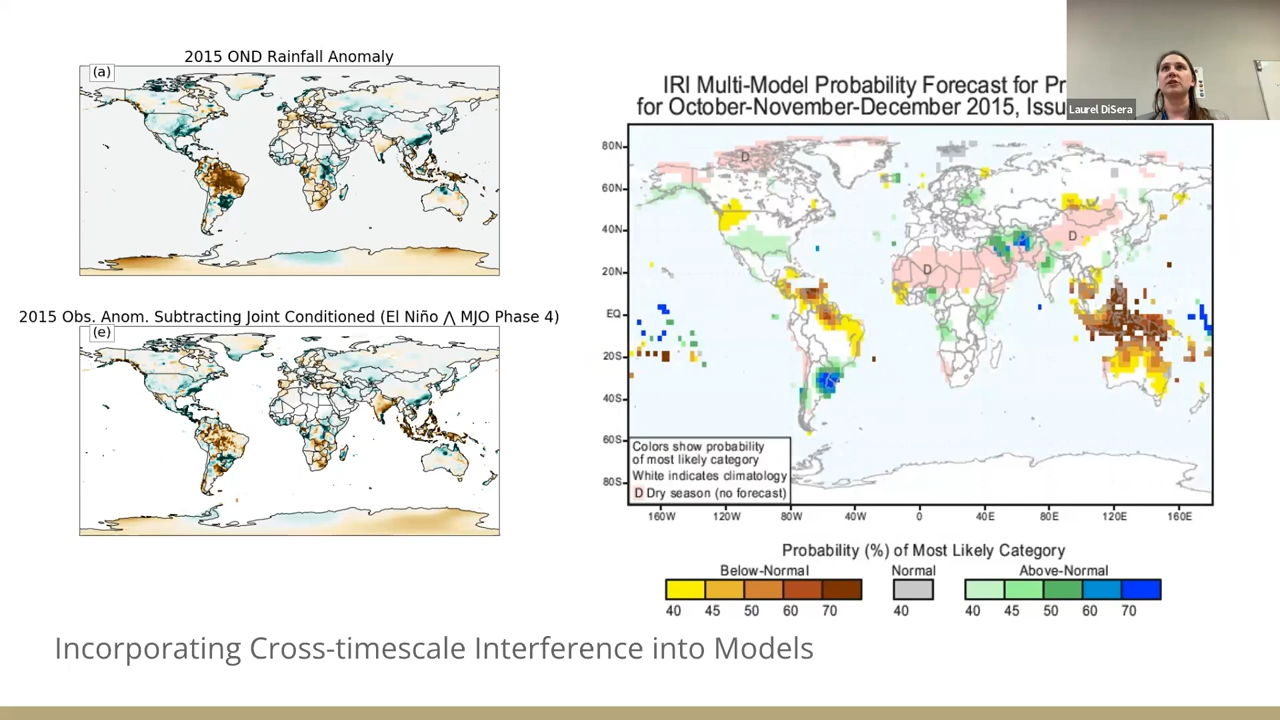 2015 OND Rainfall Anomaly
(a)
2015 Obs. Anom. Subtracting Joint Conditioned (El Niño ⋀ MJO Phase 4)
(e)
IRI Multi-Model Probability Forecast for Pr
for October-November-December 2015, Issu
Laurel DiSera
80N
60N
40N
20N
EQ
20S
40S
60S
80S
D
D
D
Colors show probability
of most likely category
White indicates climatology
D Dry season (no forecast)
160W 120W 80W 40W 0 40E 80E 120E 160E
Probability (%) of Most Likely Category
Below-Normal Normal Above-Normal
40 45 50 60 70 40 40 45 50 60 70
Incorporating Cross-timescale Interference into Models